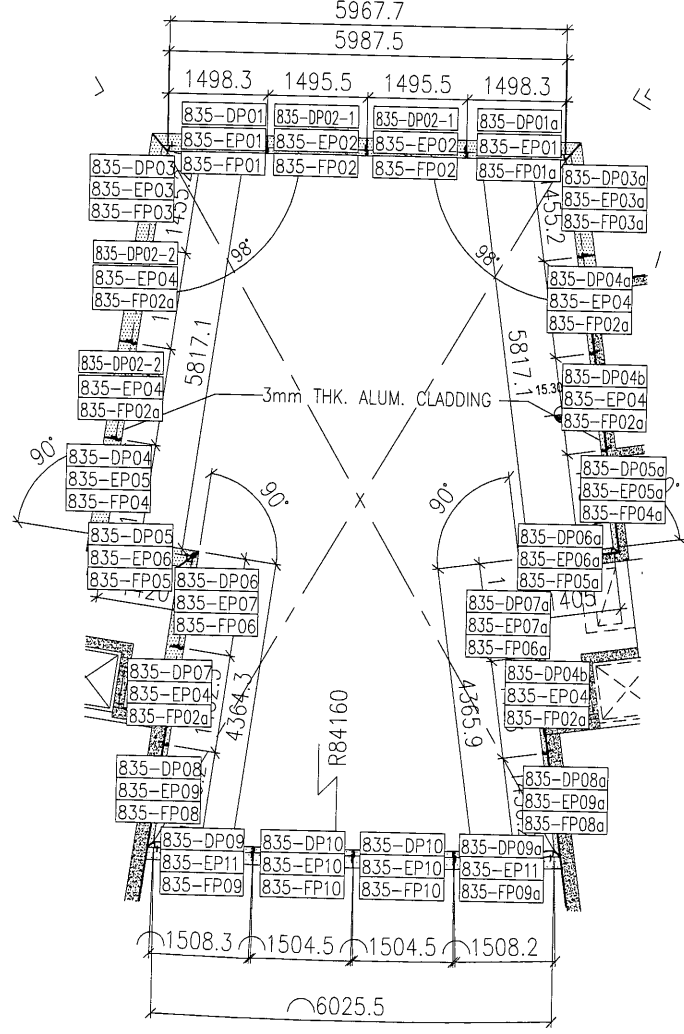 5967.7
5987.5
1498.3 1495.5 1495.5 1498.3
835-DP01 835-DP02-1 835-DP02-1 835-DP01a
835-EP01 835-EP02 835-EP02 835-EP01
835-FP01 835-FP02 835-FP02 835-FP01a
835-DP03
835-EP03
835-FP03
835-DP03a
835-EP03a
835-FP03a
455.2
98°
98°
835-DP02-2
835-EP04
835-FP02a
835-DP04a
835-EP04
835-FP02a
5817.1
5817.1
835-DP02-2
835-EP04
835-FP02a
15.30
835-DP04b
835-EP04
835-FP02a
3mm THK. ALUM. CLADDING
90°
835-DP04
835-EP05
835-FP04
835-DP05a
835-EP05a
835-FP04a
90°
90°
X
835-DP05
835-EP06
835-FP05
835-DP06a
835-EP06a
835-FP05a
835-DP06
835-EP07
835-FP06
1420
835-DP07a
835-EP07a
835-FP06a
1405
835-DP07
835-EP04
835-FP02a
835-DP04b
835-EP04
835-FP02a
4364.3
4365.9
R84160
835-DP08
835-EP09
835-FP08
835-DP08a
835-EP09a
835-FP08a
835-DP09 835-DP10 835-DP10 835-DP09a
835-EP11 835-EP10 835-EP10 835-EP11
835-FP09 835-FP10 835-FP10 835-FP09a
1508.3 1504.5 1504.5 1508.2
6025.5